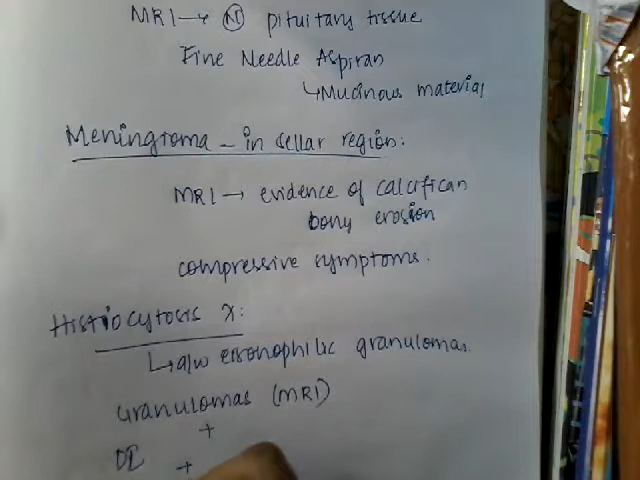 MRI → Ⓝ pituitary tissue
Fine Needle Aspiran
↳ Mucinous material
Meningioma - in sellar region:
MRI → evidence of calcifican
bony erosion
compressive symptoms.
Histiocytosis X:
↳ a/w eosonophilic granulomas.
Granulomas (MRI)
+
DI
+